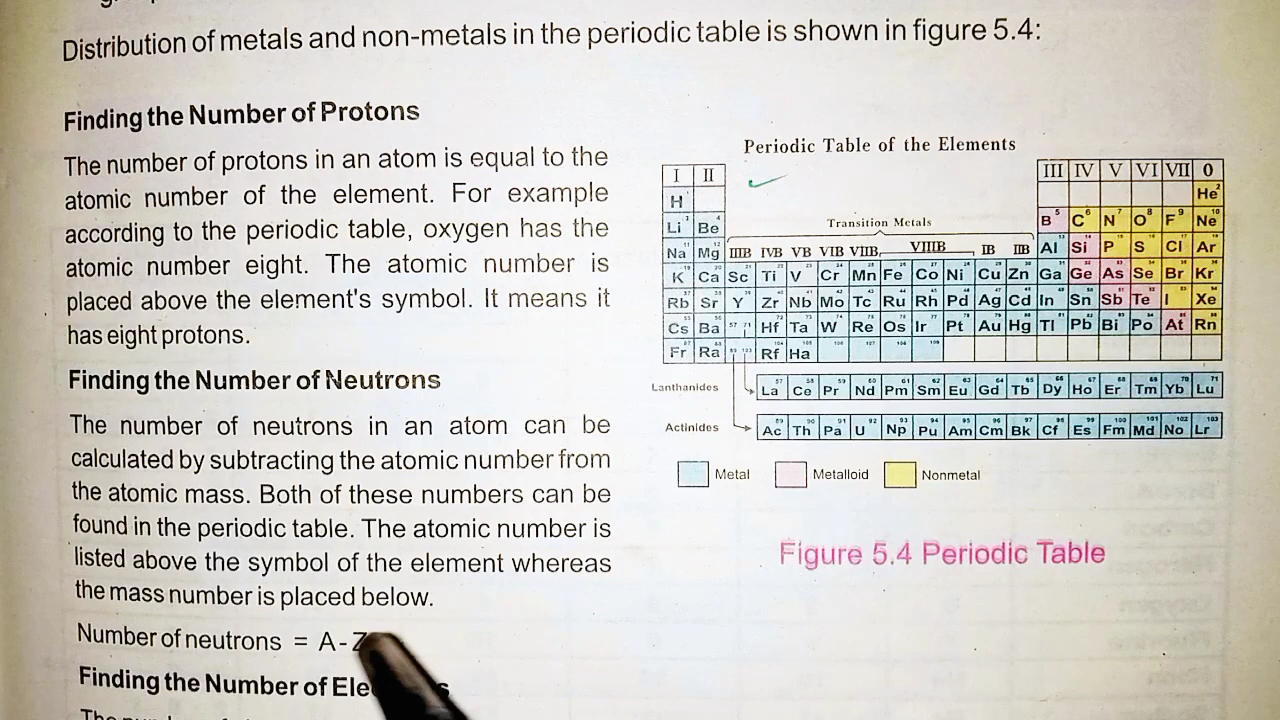 Distribution of metals and non-metals in the periodic table is shown in figure 5.4:
Finding the Number of Protons
The number of protons in an atom is equal to the
atomic number of the element. For example
according to the periodic table, oxygen has the
atomic number eight. The atomic number is
placed above the element's symbol. It means it
has eight protons.
Finding the Number of Neutrons
The number of neutrons in an atom can be
calculated by subtracting the atomic number from
the atomic mass. Both of these numbers can be
found in the periodic table. The atomic number is
listed above the symbol of the element whereas
the mass number is placed below.
Number of neutrons = A-Z
Finding the Number of
Periodic Table of the Elements
I II III IV V VI VII 0
H He
Li Be B C N O F Ne
Transition Metals
Na Mg IIIB IVB VB VIB VIIB VIIIB IB IIB Al Si P S Cl Ar
K Ca Sc Ti V Cr Mn Fe Co Ni Cu Zn Ga Ge As Se Br Kr
Rb Sr Y Zr Nb Mo Tc Ru Rh Pd Ag Cd In Sn Sb Te I Xe
Cs Ba 57 71 Hf Ta W Re Os Ir Pt Au Hg Tl Pb Bi Po At Rn
Fr Ra 89 103 Rf Ha
Lanthanides La Ce Pr Nd Pm Sm Eu Gd Tb Dy Ho Er Tm Yb Lu
Actinides Ac Th Pa U Np Pu Am Cm Bk Cf Es Fm Md No Lr
Metal Metalloid Nonmetal
Figure 5.4 Periodic Table